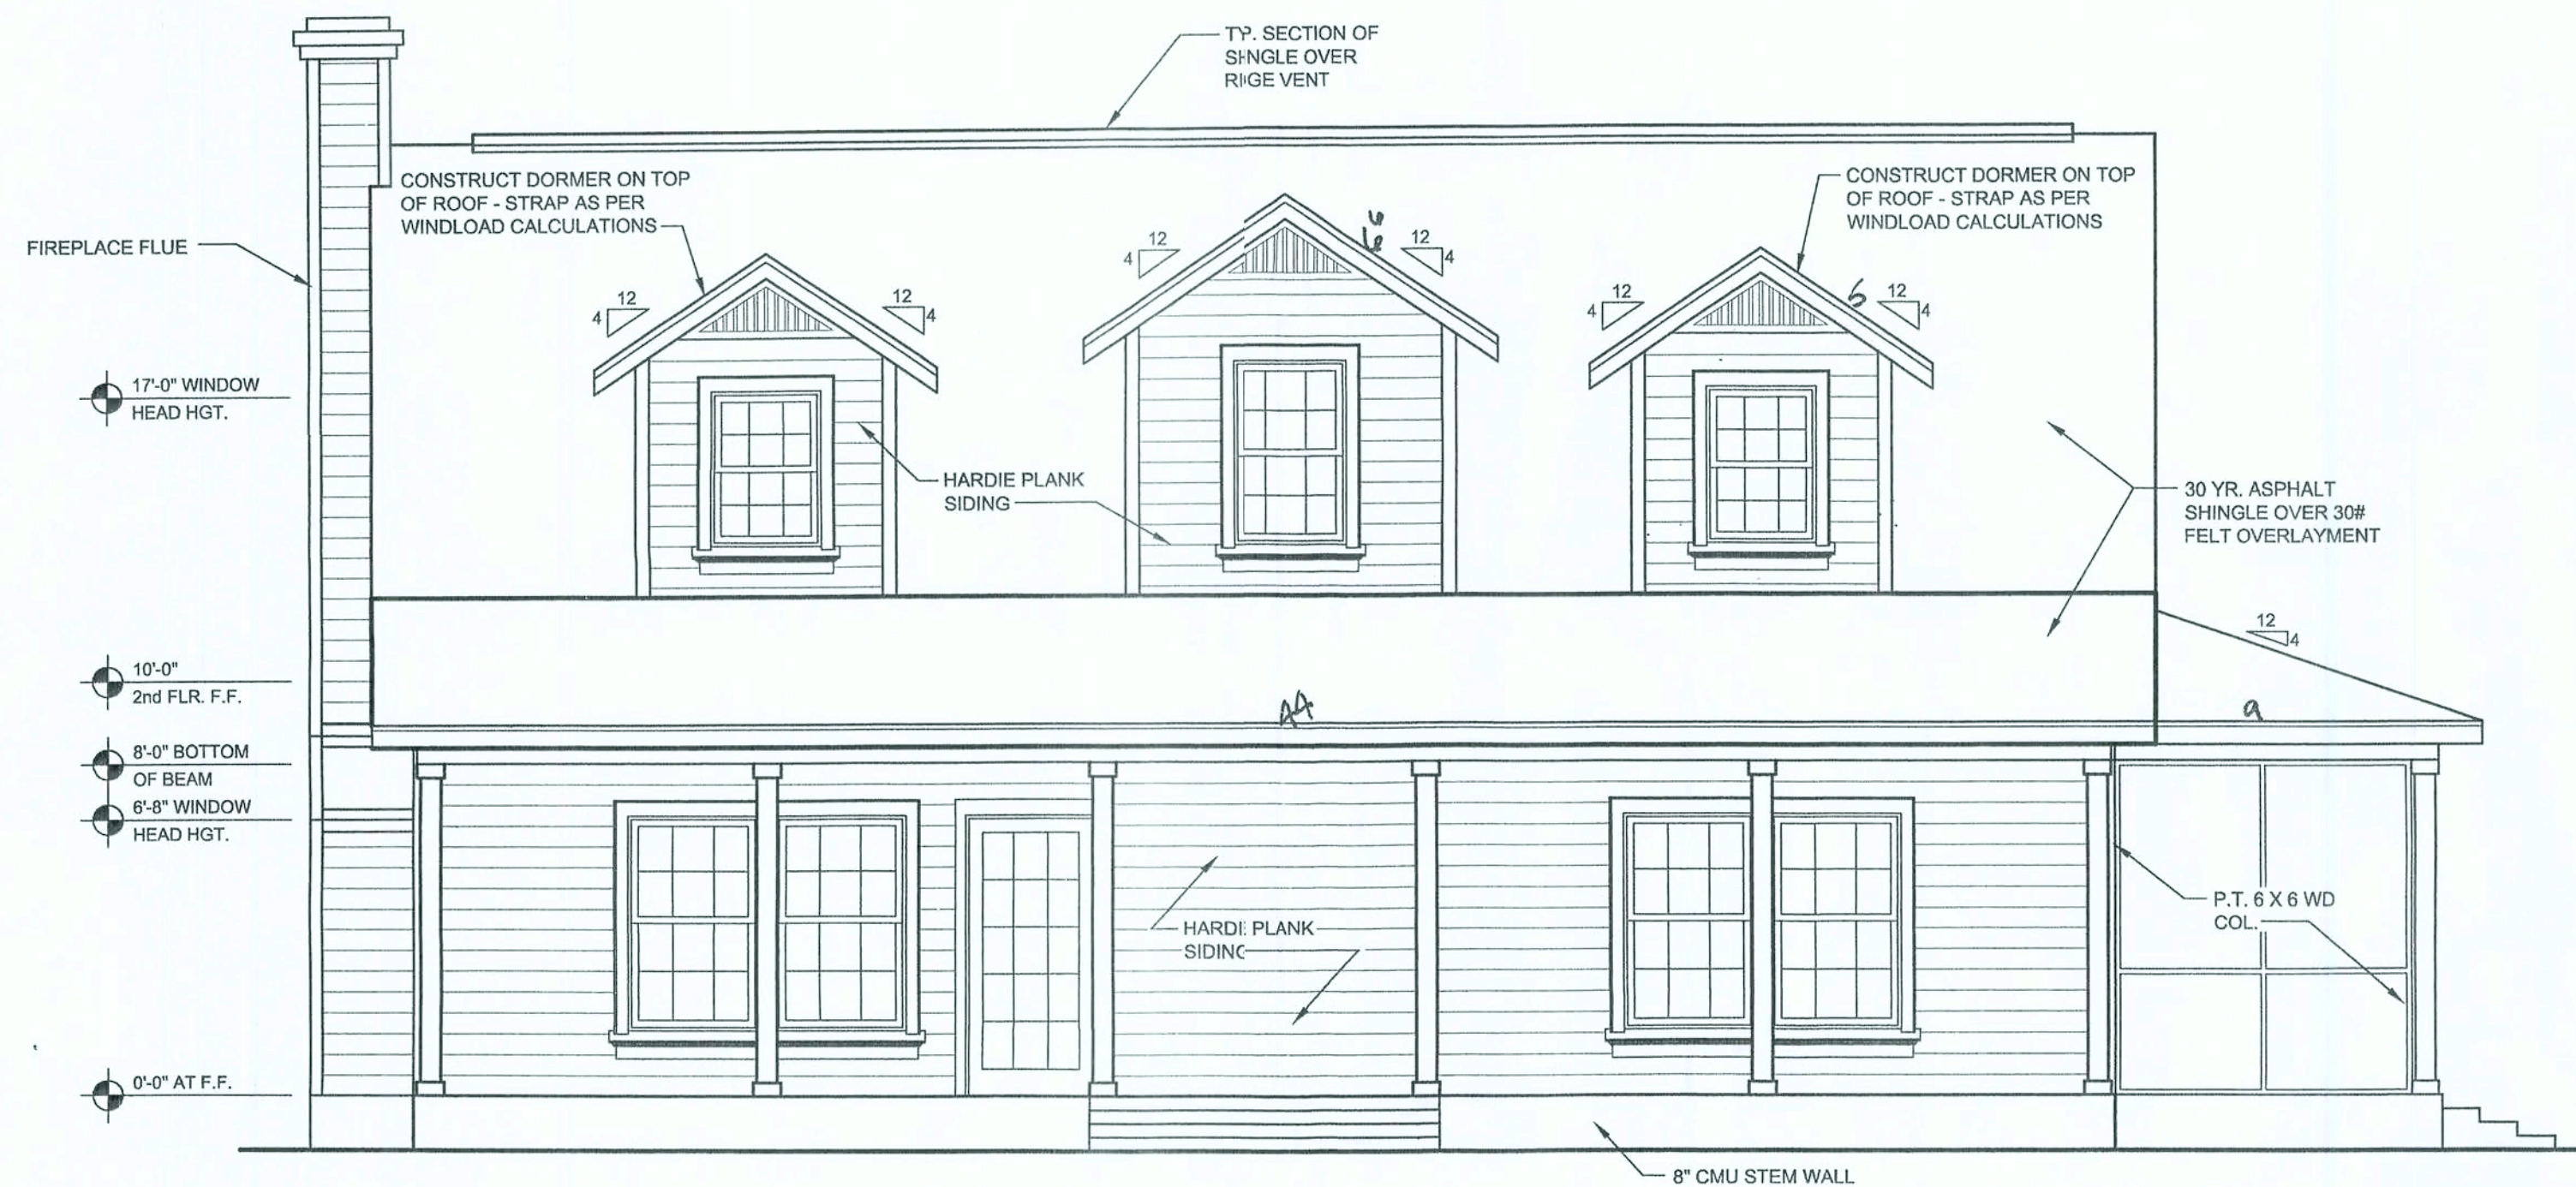 TYP. SECTION OF
SHINGLE OVER
RIGE VENT
CONSTRUCT DORMER ON TOP
OF ROOF - STRAP AS PER
WINDLOAD CALCULATIONS
CONSTRUCT DORMER ON TOP
OF ROOF - STRAP AS PER
WINDLOAD CALCULATIONS
FIREPLACE FLUE
12
4
12
4
12
4
12
4
12
4
5
12
4
17'-0" WINDOW
HEAD HGT.
HARDIE PLANK
SIDING
30 YR. ASPHALT
SHINGLE OVER 30#
FELT OVERLAYMENT
12
4
10'-0"
2nd FLR. F.F.
44
9
8'-0" BOTTOM
OF BEAM
6'-8" WINDOW
HEAD HGT.
P.T. 6 X 6 WD
COL.
HARDI PLANK
SIDING
0'-0" AT F.F.
8" CMU STEM WALL